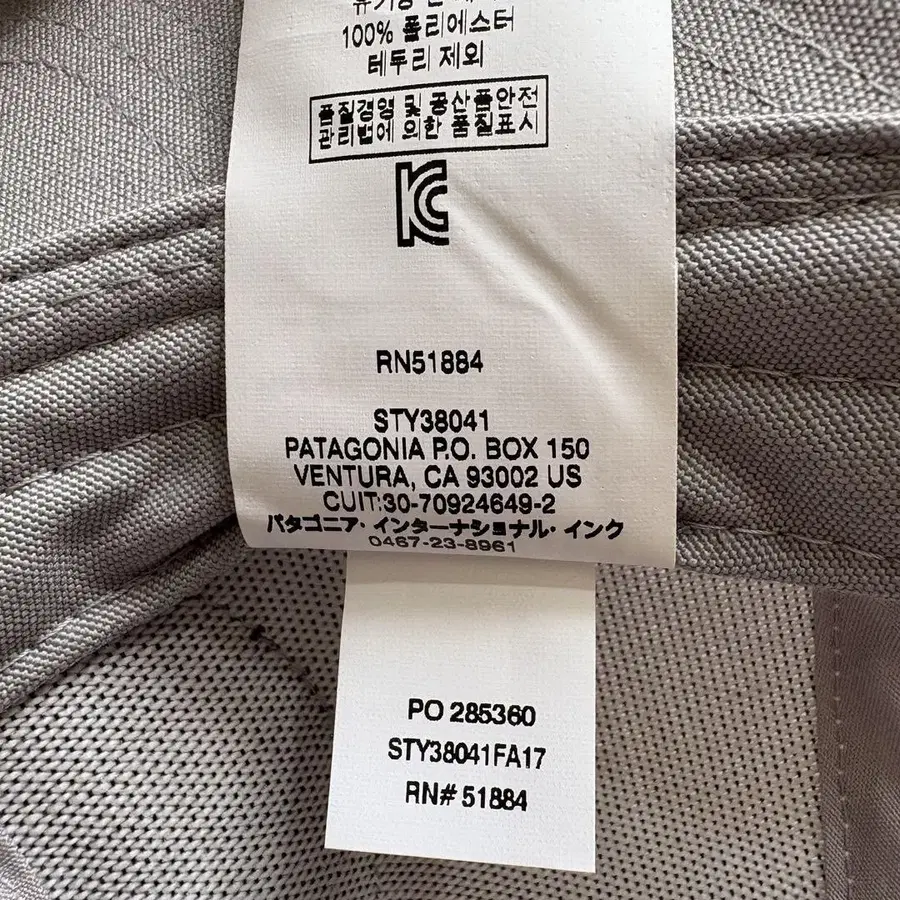 100% 폴리에스터
테두리 제외
품질경영 및 공산품안전
관리법에 의한 품질표시
KC
RN51884
STY38041
PATAGONIA P.O. BOX 150
VENTURA, CA 93002 US
CUIT:30-70924649-2
パタゴニア・インターナショナル・インク
0467-23-8961
PO 285360
STY38041FA17
RN# 51884